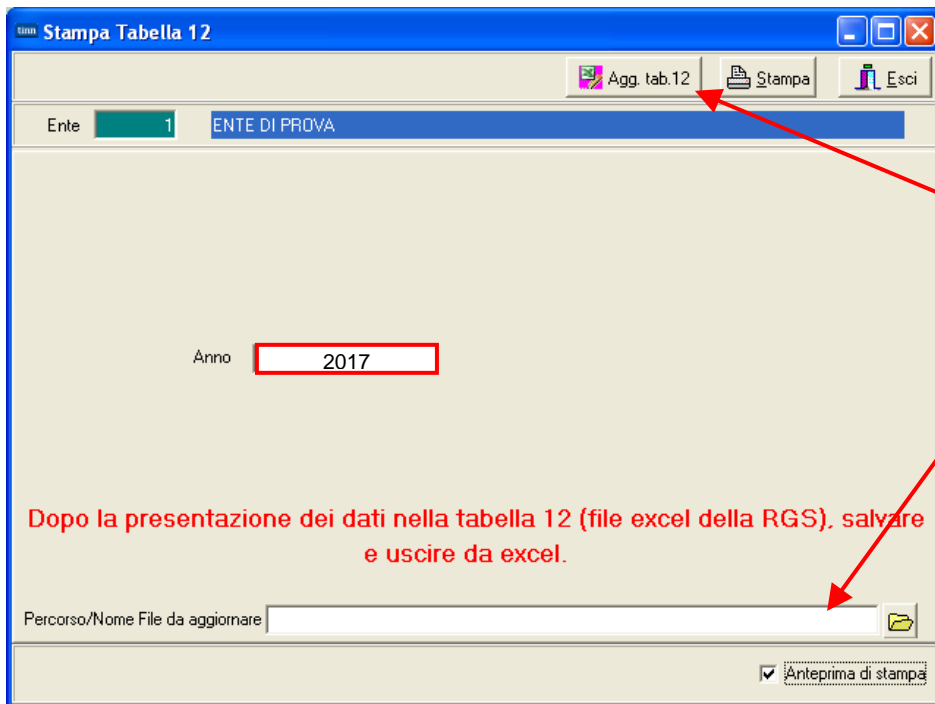 tinn Stampa Tabella 12
Agg. tab.12 Stampa Esci
Ente 1 ENTE DI PROVA
Anno 2017
Dopo la presentazione dei dati nella tabella 12 (file excel della RGS), salvare
e uscire da excel.
Percorso/Nome File da aggiornare
Anteprima di stampa